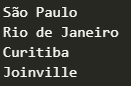 São Paulo
Rio de Janeiro
Curitiba
Joinville